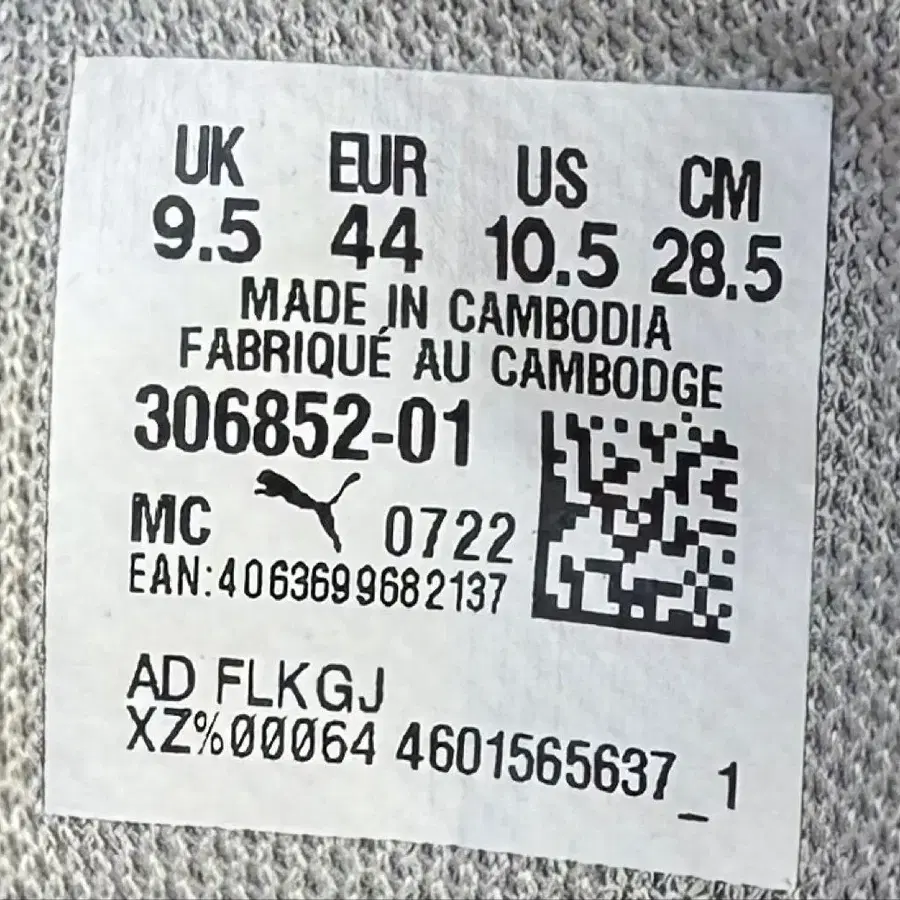 UK EUR US CM
9.5 44 10.5 28.5
MADE IN CAMBODIA
FABRIQUÉ AU CAMBODGE
306852-01
MC 0722
EAN:4063699682137
AD FLKGJ
XZ%00064 4601565637_1